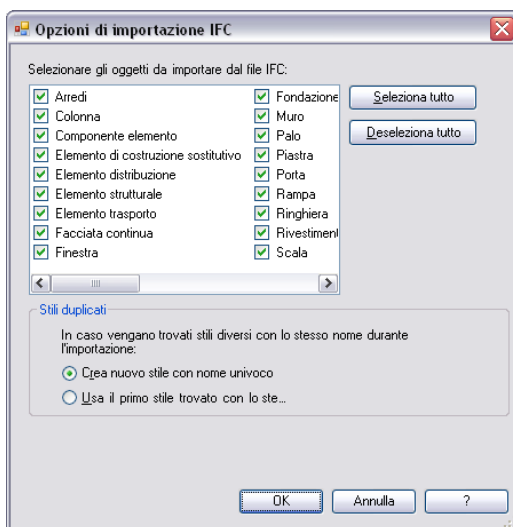 Opzioni di importazione IFC
Selezionare gli oggetti da importare dal file IFC:
Arredi
Colonna
Componente elemento
Elemento di costruzione sostitutivo
Elemento distribuzione
Elemento strutturale
Elemento trasporto
Facciata continua
Finestra
Fondazione
Muro
Palo
Piastra
Porta
Rampa
Ringhiera
Rivestiment
Scala
Seleziona tutto
Deseleziona tutto
Stili duplicati
In caso vengano trovati stili diversi con lo stesso nome durante
l'importazione:
Crea nuovo stile con nome univoco
Usa il primo stile trovato con lo ste...
OK
Annulla
?